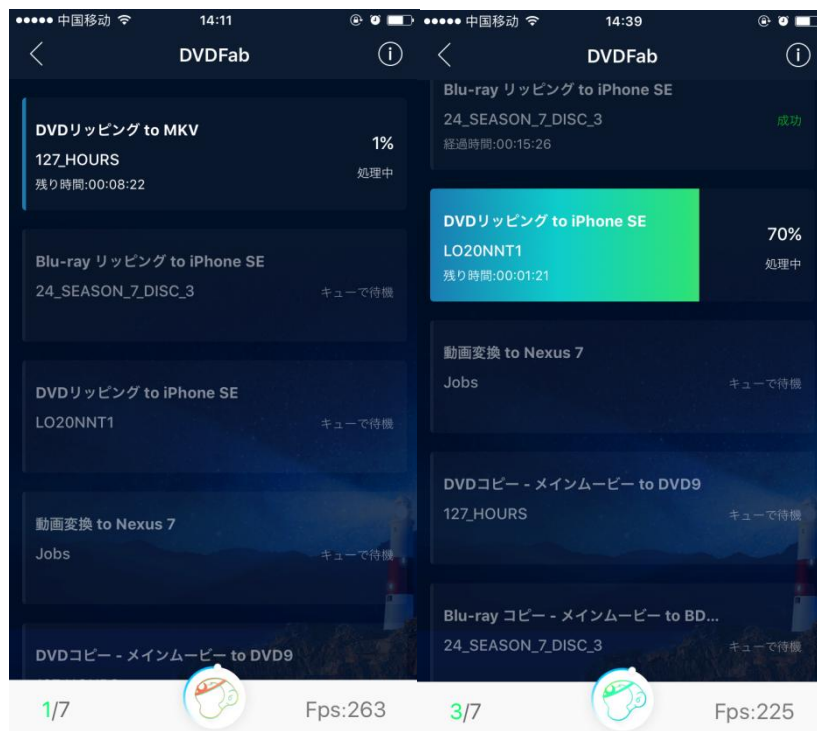 中国移动 14:11
DVDFab
DVDリッピング to MKV
127_HOURS
残り時間:00:08:22
1%
処理中
Blu-ray リッピング to iPhone SE
24_SEASON_7_DISC_3
キューで待機
DVDリッピング to iPhone SE
LO20NNT1
キューで待機
動画変換 to Nexus 7
Jobs
キューで待機
DVDコピー - メインムービー to DVD9
1/7
Fps:263
中国移动 14:39
DVDFab
Blu-ray リッピング to iPhone SE
24_SEASON_7_DISC_3
経過時間:00:15:26
成功
DVDリッピング to iPhone SE
LO20NNT1
残り時間:00:01:21
70%
処理中
動画変換 to Nexus 7
Jobs
キューで待機
DVDコピー - メインムービー to DVD9
127_HOURS
キューで待機
Blu-ray コピー - メインムービー to BD...
24_SEASON_7_DISC_3
キューで待機
3/7
Fps:225